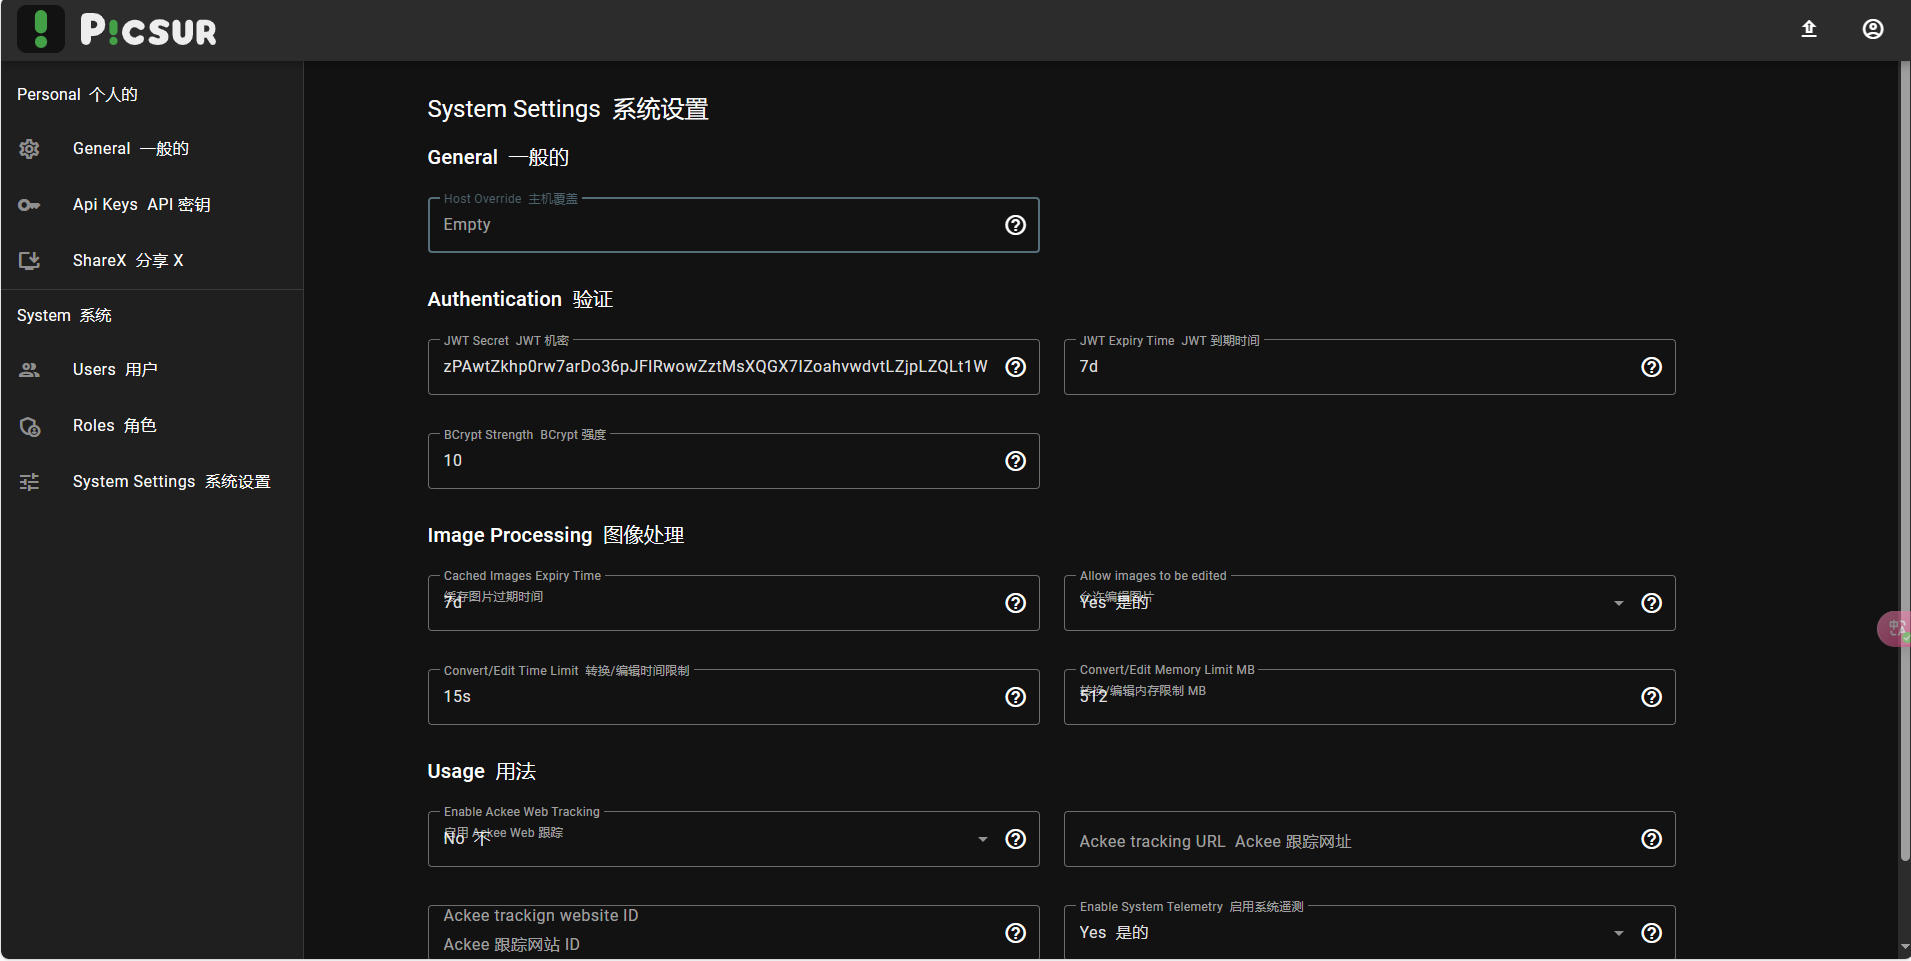 P!CSUR
Personal 个人的
General 一般的
Api Keys API 密钥
ShareX 分享 X
System 系统
Users 用户
Roles 角色
System Settings 系统设置
System Settings 系统设置
General 一般的
Host Override 主机覆盖
Empty
Authentication 验证
JWT Secret JWT 机密
zPAwtZkhp0rw7arDo36pJFIRwowZztMsXQGX7IZoahvwdvtLZjpLZQLt1W
JWT Expiry Time JWT 到期时间
7d
BCrypt Strength BCrypt 强度
10
Image Processing 图像处理
Cached Images Expiry Time
缓存图片过期时间
7d
Allow images to be edited
允许编辑图片
Yes 是的
Convert/Edit Time Limit 转换/编辑时间限制
15s
Convert/Edit Memory Limit MB
转换/编辑内存限制 MB
512
Usage 用法
Enable Ackee Web Tracking
启用 Ackee Web 跟踪
No 不
Ackee tracking URL Ackee 跟踪网址
Ackee trackign website ID
Ackee 跟踪网站 ID
Enable System Telemetry 启用系统遥测
Yes 是的